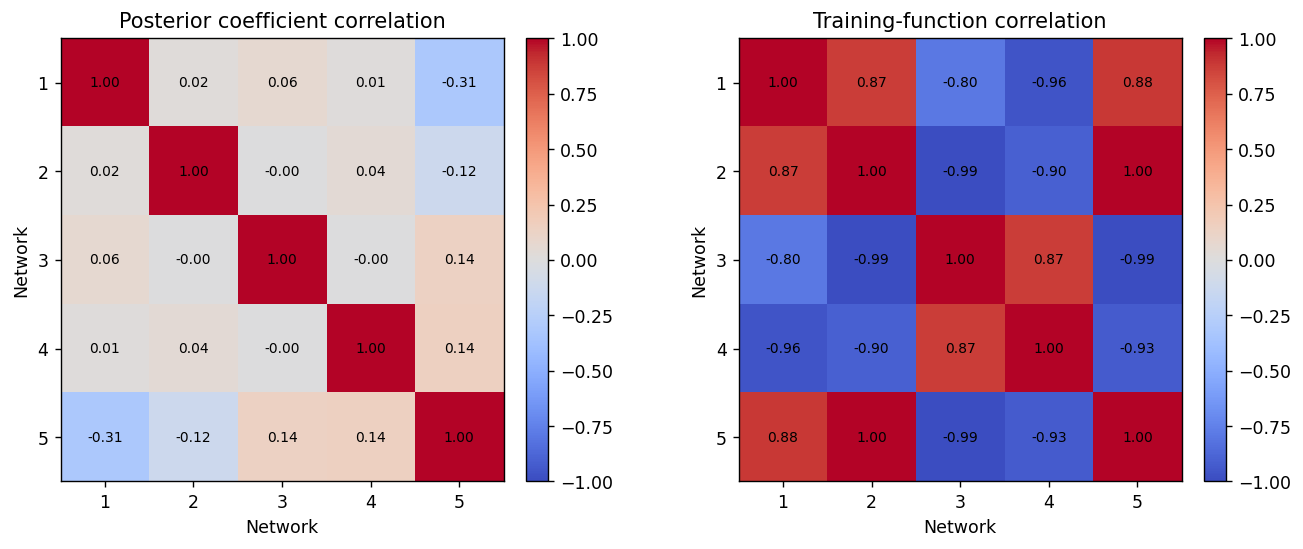 Posterior coefficient correlation
1 1.00 0.02 0.06 0.01 -0.31
2 0.02 1.00 -0.00 0.04 -0.12
3 0.06 -0.00 1.00 -0.00 0.14
4 0.01 0.04 -0.00 1.00 0.14
5 -0.31 -0.12 0.14 0.14 1.00
1 2 3 4 5
Network
Network
1.00
0.75
0.50
0.25
0.00
−0.25
−0.50
−0.75
−1.00
Training-function correlation
1 1.00 0.87 -0.80 -0.96 0.88
2 0.87 1.00 -0.99 -0.90 1.00
3 -0.80 -0.99 1.00 0.87 -0.99
4 -0.96 -0.90 0.87 1.00 -0.93
5 0.88 1.00 -0.99 -0.93 1.00
1 2 3 4 5
Network
Network
1.00
0.75
0.50
0.25
0.00
−0.25
−0.50
−0.75
−1.00